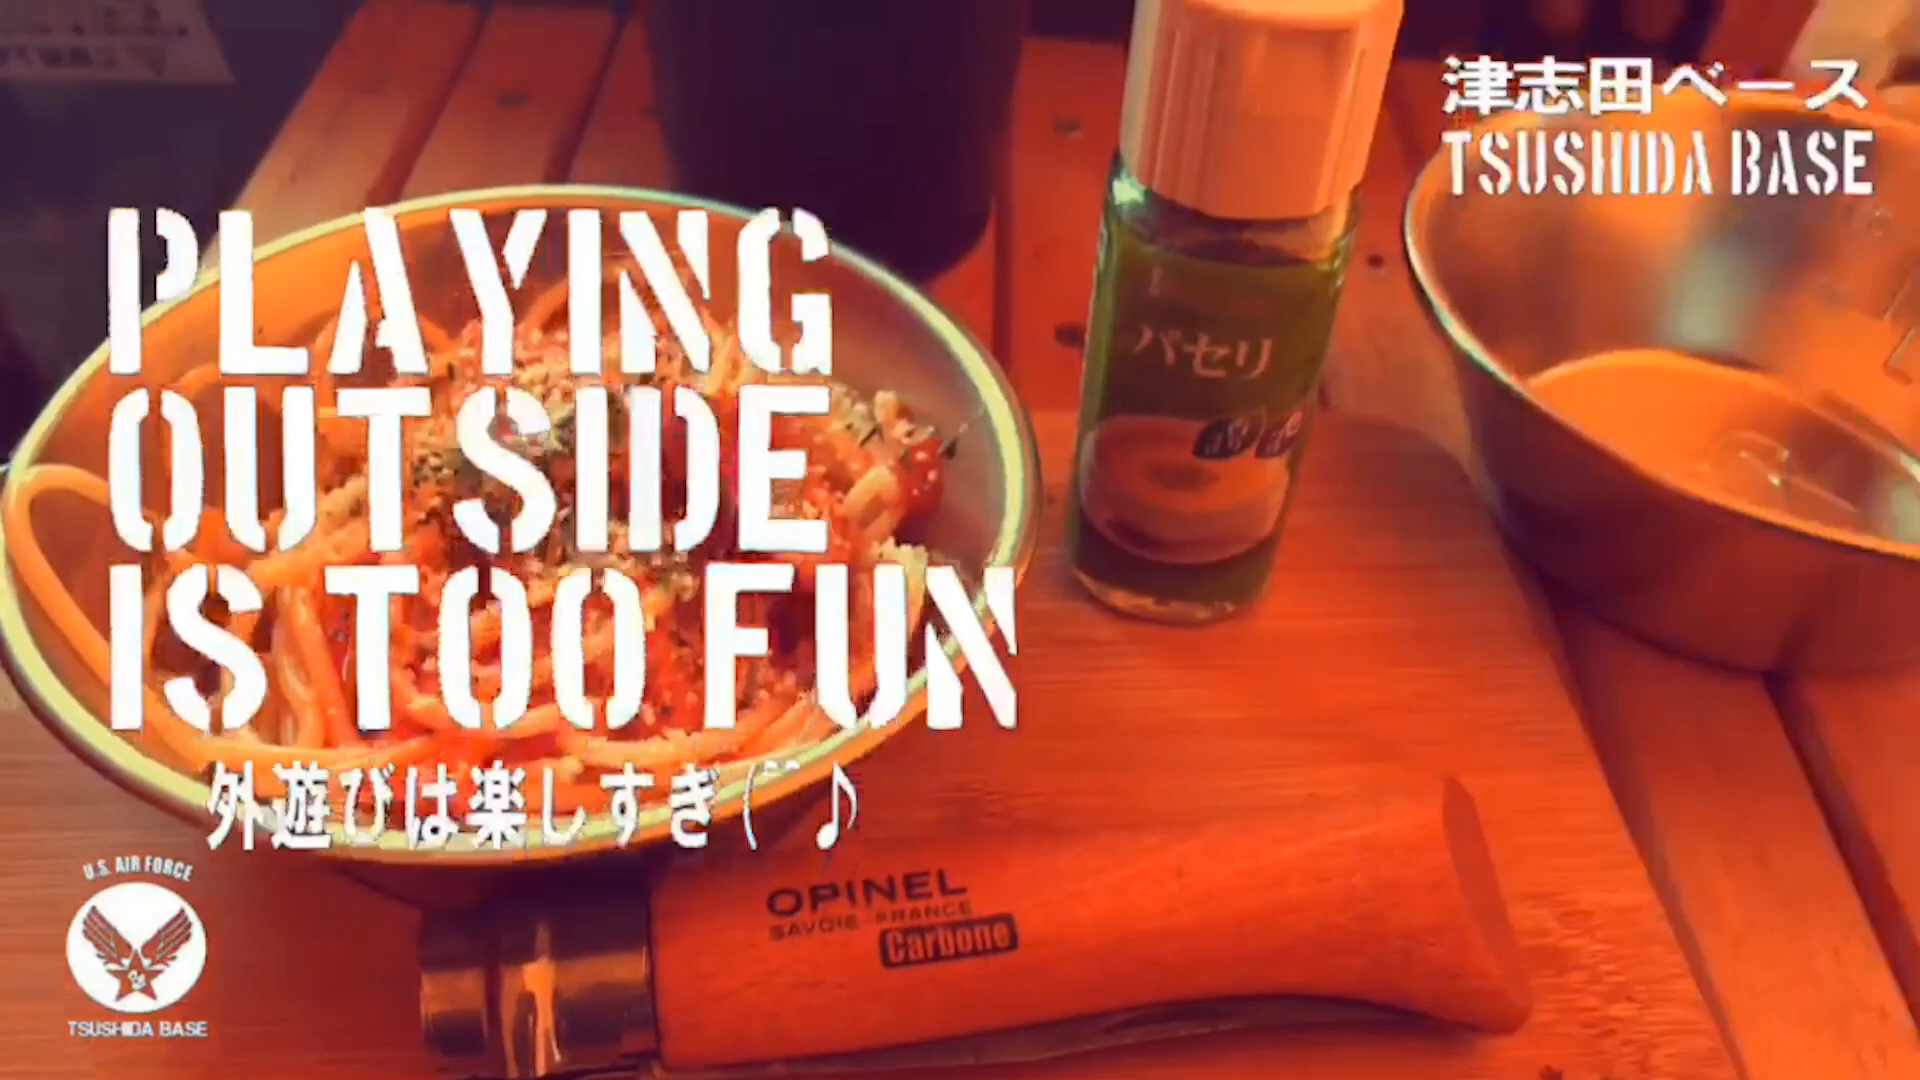 津志田ベース
TSUSHIDA BASE
PLAYING
OUTSIDE
IS TOO FUN
外遊びは楽しすぎ(¨ ♪
パセリ
OPINEL
SAVOIE FRANCE
Carbone
U.S. AIR FORCE
TSUSHIDA BASE